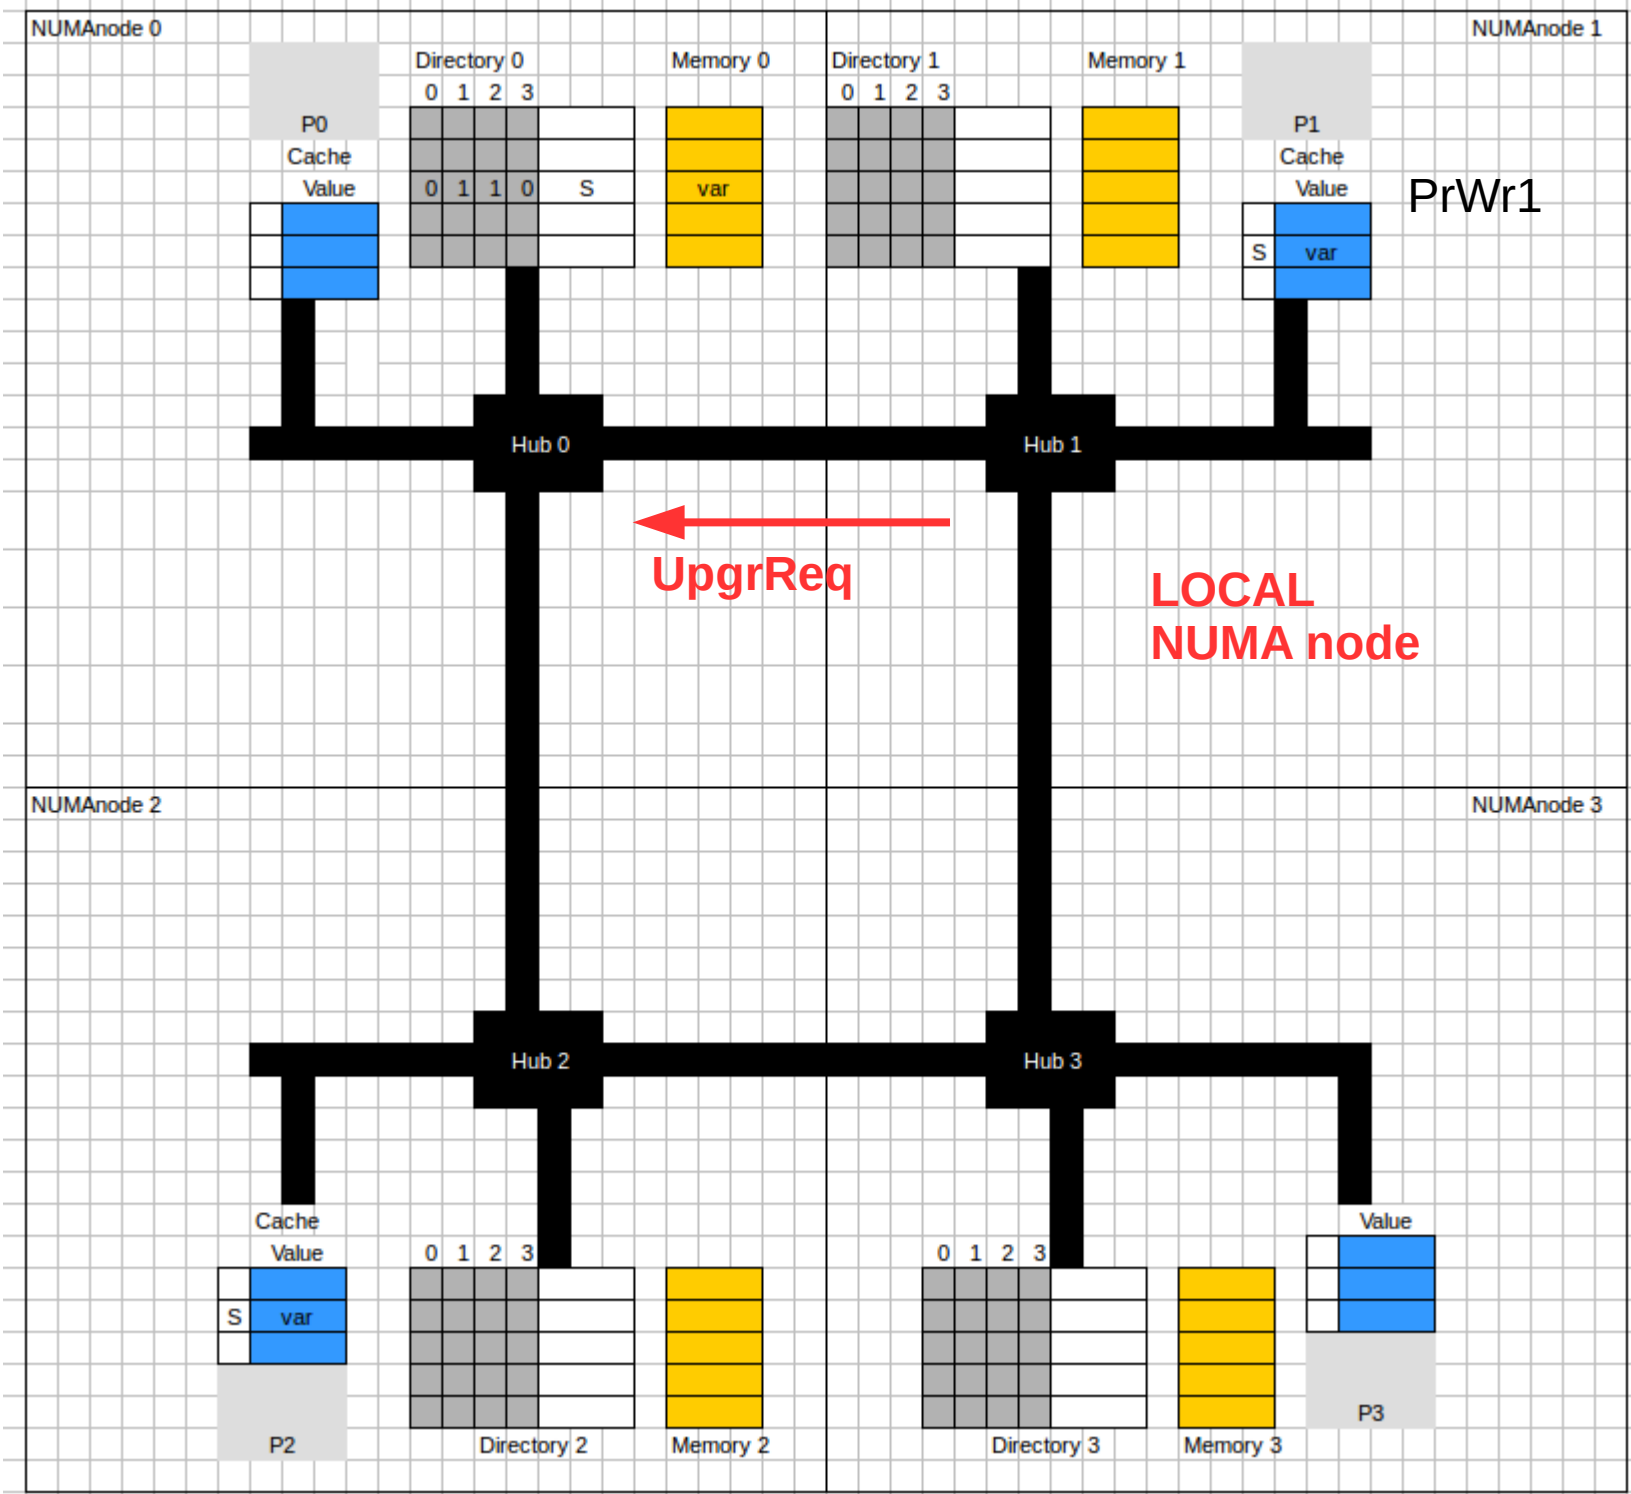 NUMAnode 0
NUMAnode 1
Directory 0
Memory 0
Directory 1
Memory 1
0 1 2 3
0 1 2 3
P0
P1
Cache
Cache
Value
0 1 1 0 S
var
Value
PrWr1
S var
Hub 0
Hub 1
UpgrReq
LOCAL
NUMA node
NUMAnode 2
NUMAnode 3
Hub 2
Hub 3
Cache
Value
Value
0 1 2 3
0 1 2 3
S var
P2
Directory 2
Memory 2
Directory 3
Memory 3
P3